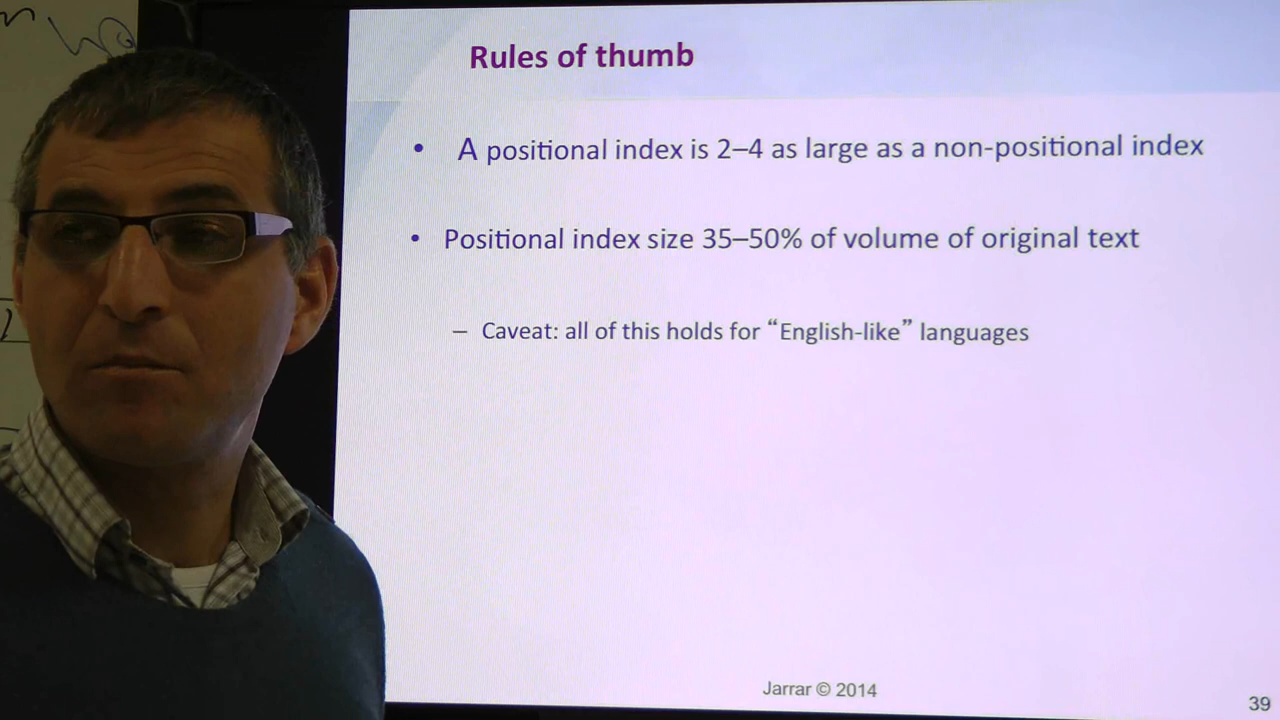 Rules of thumb
• A positional index is 2–4 as large as a non-positional index
• Positional index size 35–50% of volume of original text
– Caveat: all of this holds for “English-like” languages
Jarrar © 2014
39